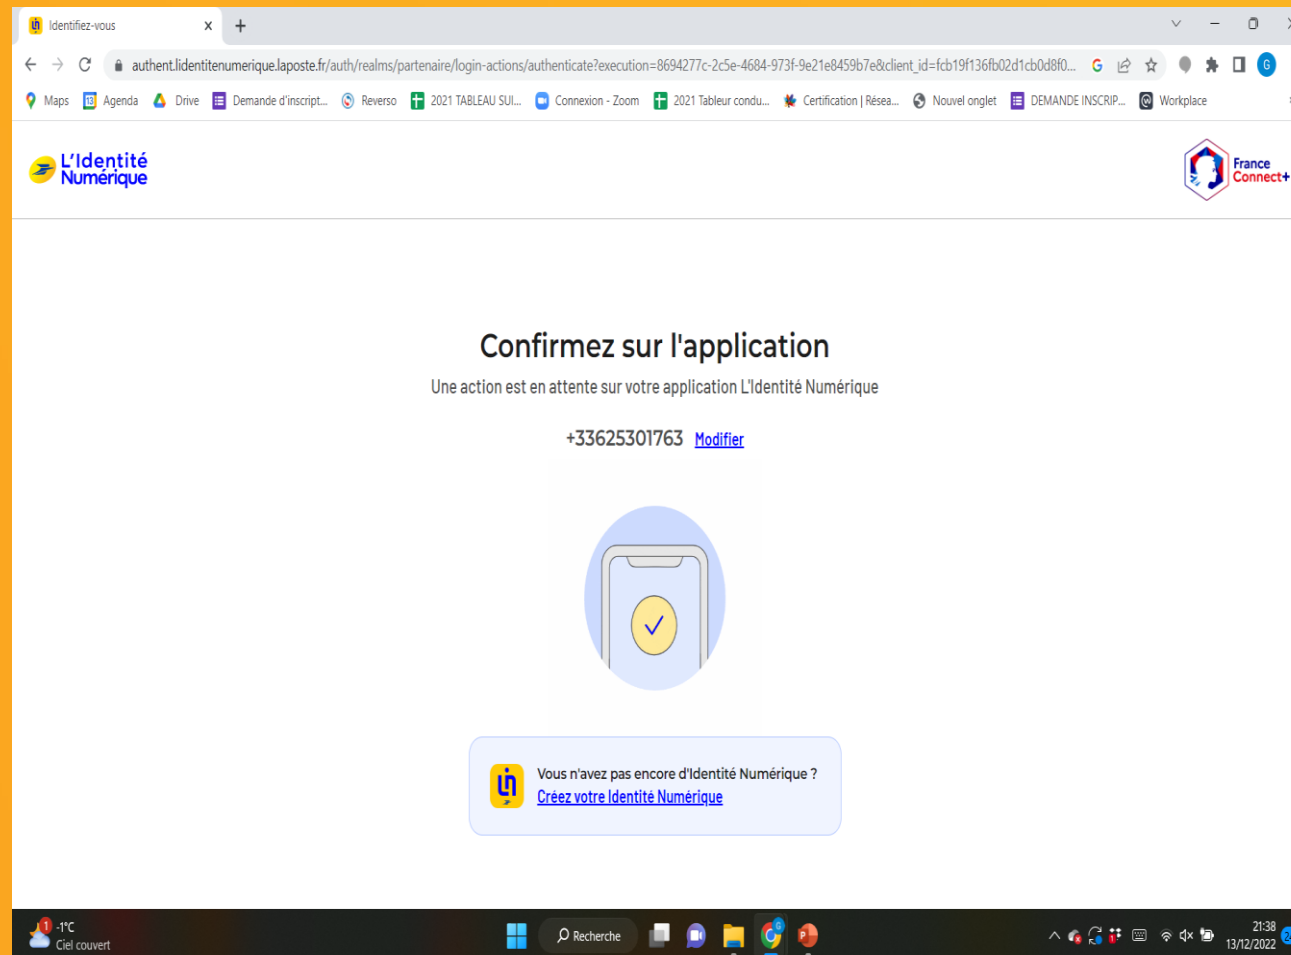 Identifiez-vous
authent.lidentitenumerique.laposte.fr/auth/realms/partenaire/login-actions/authenticate?execution=8694277c-2c5e-4684-973f-9e21e8459b7e&client_id=fcb19f136fb02d1cb0d8f0... G G
Maps 13 Agenda Drive Demande d'inscript... Reverso 2021 TABLEAU SUI... Connexion - Zoom 2021 Tableur condu... Certification | Résea... Nouvel onglet DEMANDE INSCRIP... Workplace
L'Identité
Numérique
France
Connect+
Confirmez sur l'application
Une action est en attente sur votre application L'Identité Numérique
+33625301763 Modifier
Vous n'avez pas encore d'Identité Numérique ?
Créez votre Identité Numérique
1 -1°C
Ciel couvert
Recherche
21:38
13/12/2022